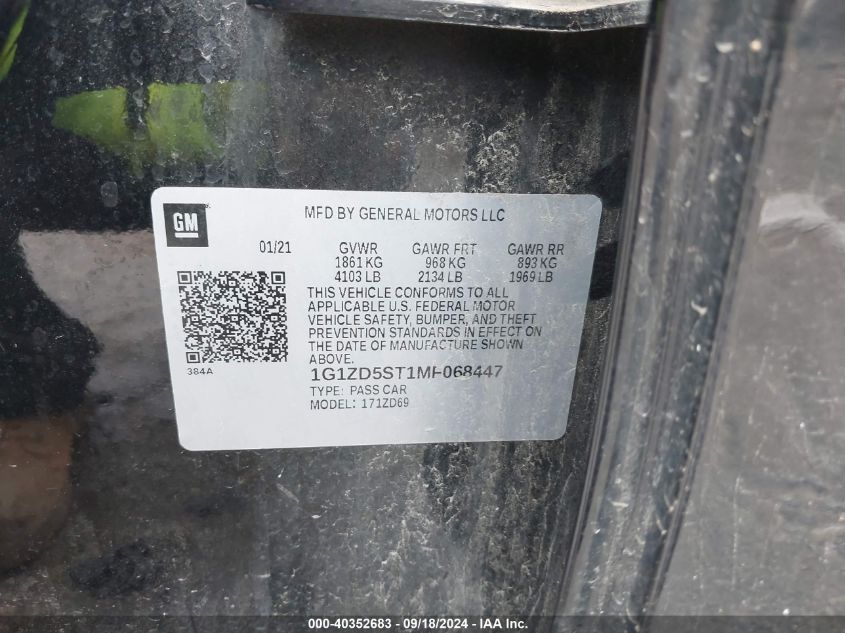 GM
MFD BY GENERAL MOTORS LLC
01/21 GVWR GAWR FRT GAWR RR
1861 KG 968 KG 893 KG
4103 LB 2134 LB 1969 LB
THIS VEHICLE CONFORMS TO ALL
APPLICABLE U.S. FEDERAL MOTOR
VEHICLE SAFETY, BUMPER, AND THEFT
PREVENTION STANDARDS IN EFFECT ON
THE DATE OF MANUFACTURE SHOWN
ABOVE.
384A
1G1ZD5ST1MF068447
TYPE: PASS CAR
MODEL: 171ZD69
000-40352683 - 09/18/2024 - IAA Inc.